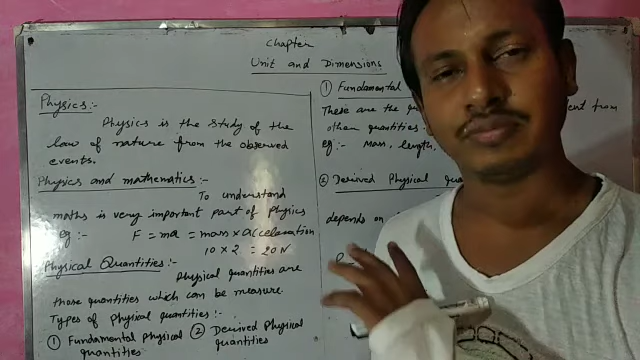 Chapter
Unit and Dimensions
Physics :-
Physics is the study of the
law of nature from the observed
events.
Physics and mathematics :-
To understand
maths is very important part of Physics
eg :- F = ma = mass × acceleration
10 × 2 = 20 N
Physical Quantities :-
Physical quantities are
those quantities which can be measure.
Types of physical quantities :-
① Fundamental physical quantities
② Derived Physical quantities
① Fundamental
These are the from
other quantities.
eg :- Mass, length.
② Derived Physical
depends on